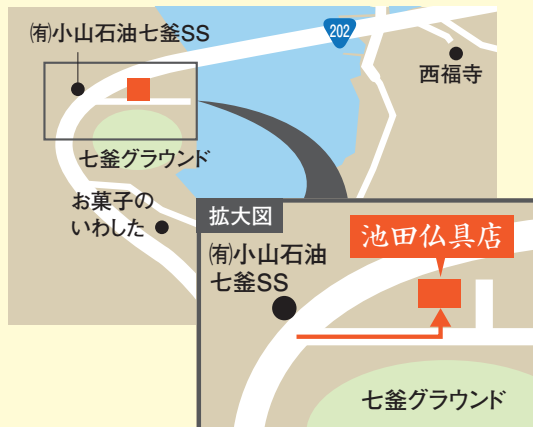 ㈲小山石油七釜SS
202
西福寺
七釜グラウンド
お菓子の
いわした
拡大図
池田仏具店
㈲小山石油
七釜SS
七釜グラウンド